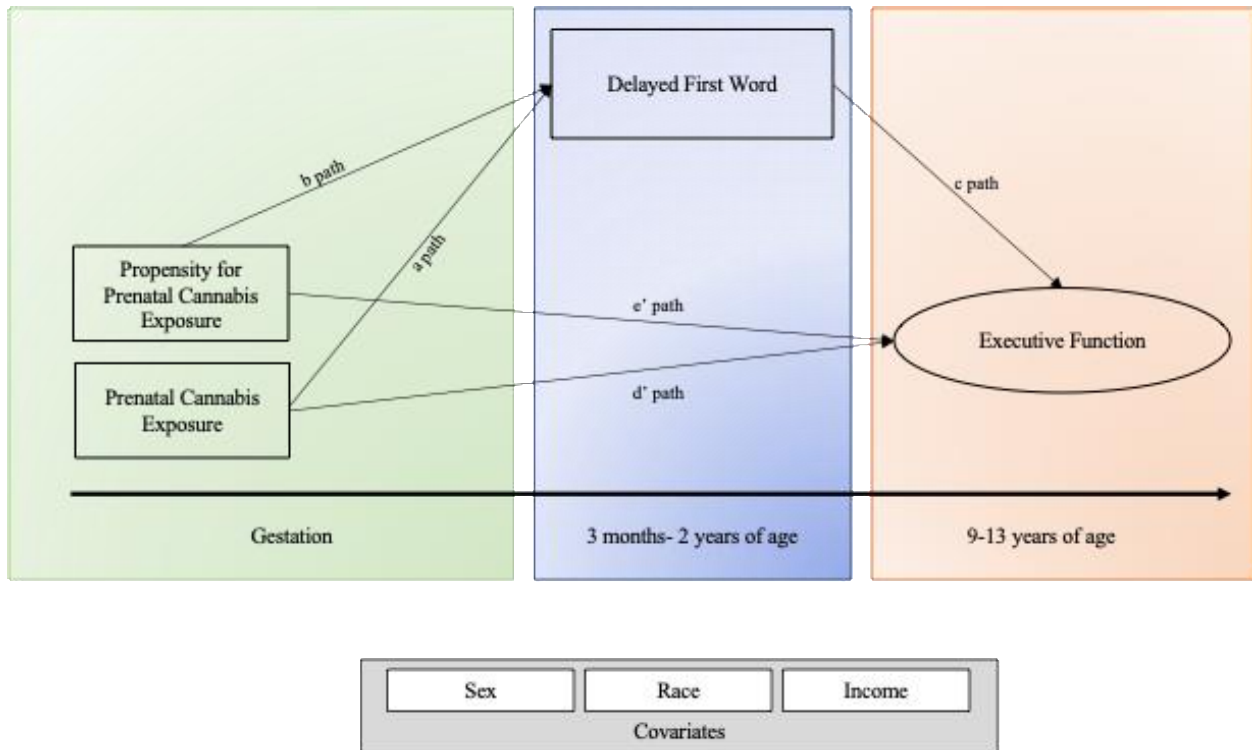 Delayed First Word
b path
a path
c path
Propensity for
Prenatal Cannabis
Exposure
e' path
Executive Function
Prenatal Cannabis
Exposure
d' path
Gestation
3 months- 2 years of age
9-13 years of age
Sex
Race
Income
Covariates